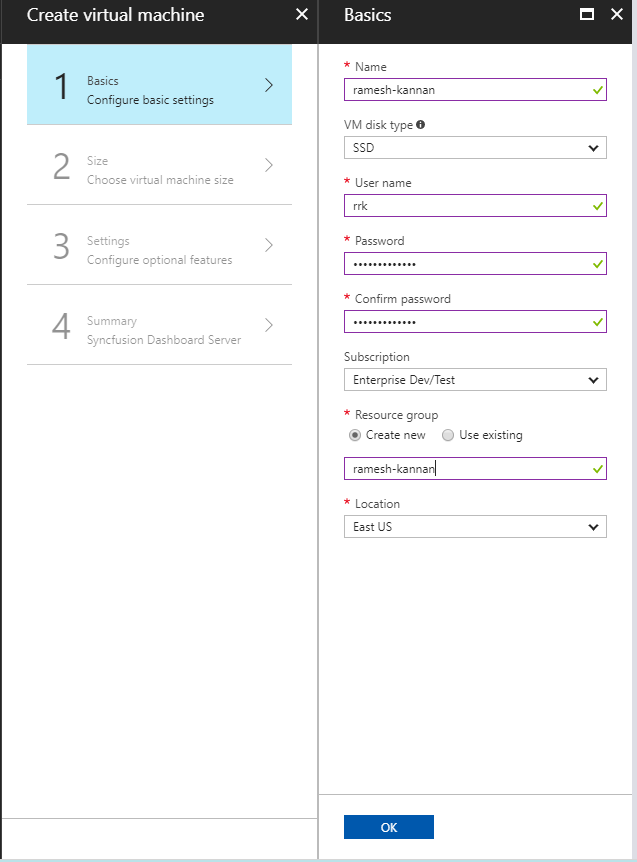 Create virtual machine
1
Basics
Configure basic settings
2
Size
Choose virtual machine size
3
Settings
Configure optional features
4
Summary
Syncfusion Dashboard Server
Basics
* Name
ramesh-kannan
VM disk type
SSD
* User name
rrk
* Password
•••••••••••••
* Confirm password
•••••••••••••
Subscription
Enterprise Dev/Test
* Resource group
Create new Use existing
ramesh-kannan
* Location
East US
OK